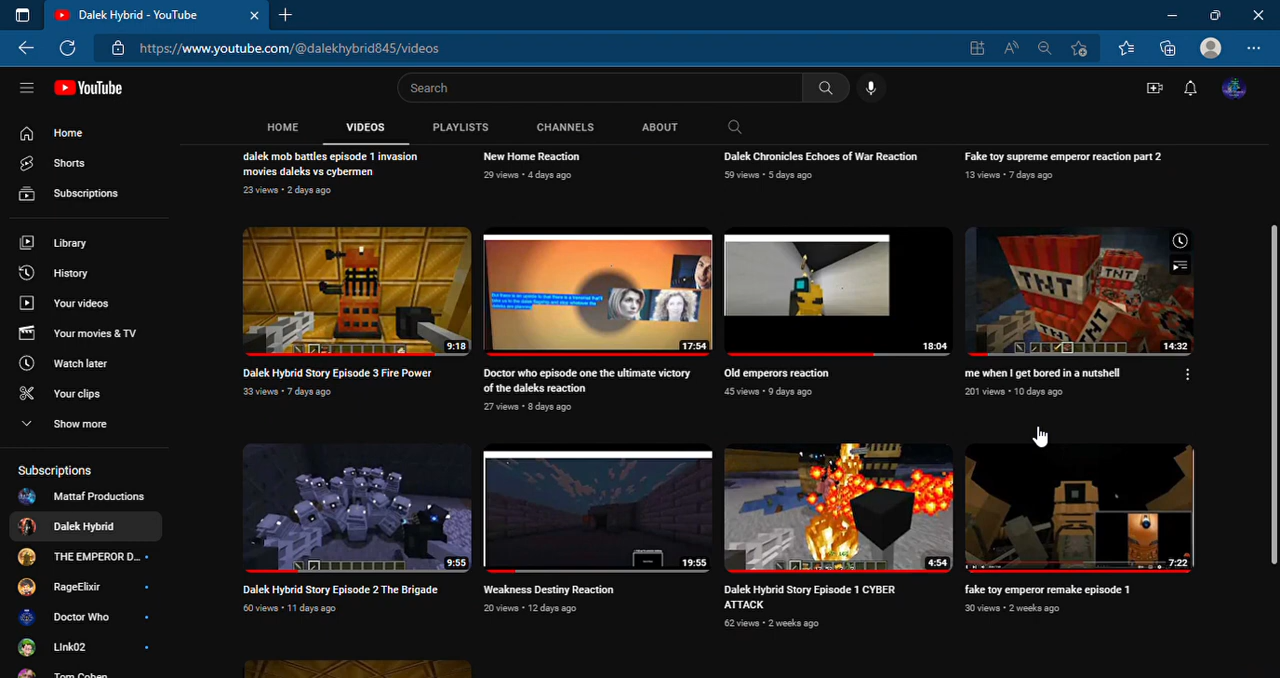 Dalek Hybrid - YouTube
https://www.youtube.com/@dalekhybrid845/videos
YouTube
Search
HOME VIDEOS PLAYLISTS CHANNELS ABOUT
Home
Shorts
Subscriptions
Library
History
Your videos
Your movies & TV
Watch later
Your clips
Show more
Subscriptions
Mattaf Productions
Dalek Hybrid
THE EMPEROR D...
RageElixir
Doctor Who
LInk02
Tom Cohen
dalek mob battles episode 1 invasion
movies daleks vs cybermen
23 views • 2 days ago
New Home Reaction
29 views • 4 days ago
Dalek Chronicles Echoes of War Reaction
59 views • 5 days ago
Fake toy supreme emperor reaction part 2
13 views • 7 days ago
9:18
Dalek Hybrid Story Episode 3 Fire Power
33 views • 7 days ago
17:54
Doctor who episode one the ultimate victory
of the daleks reaction
27 views • 8 days ago
18:04
Old emperors reaction
45 views • 9 days ago
TNT
TNT
TNT
14:32
me when I get bored in a nutshell
201 views • 10 days ago
9:55
Dalek Hybrid Story Episode 2 The Brigade
60 views • 11 days ago
19:55
Weakness Destiny Reaction
20 views • 12 days ago
4:54
Dalek Hybrid Story Episode 1 CYBER
ATTACK
62 views • 2 weeks ago
7:22
fake toy emperor remake episode 1
30 views • 2 weeks ago